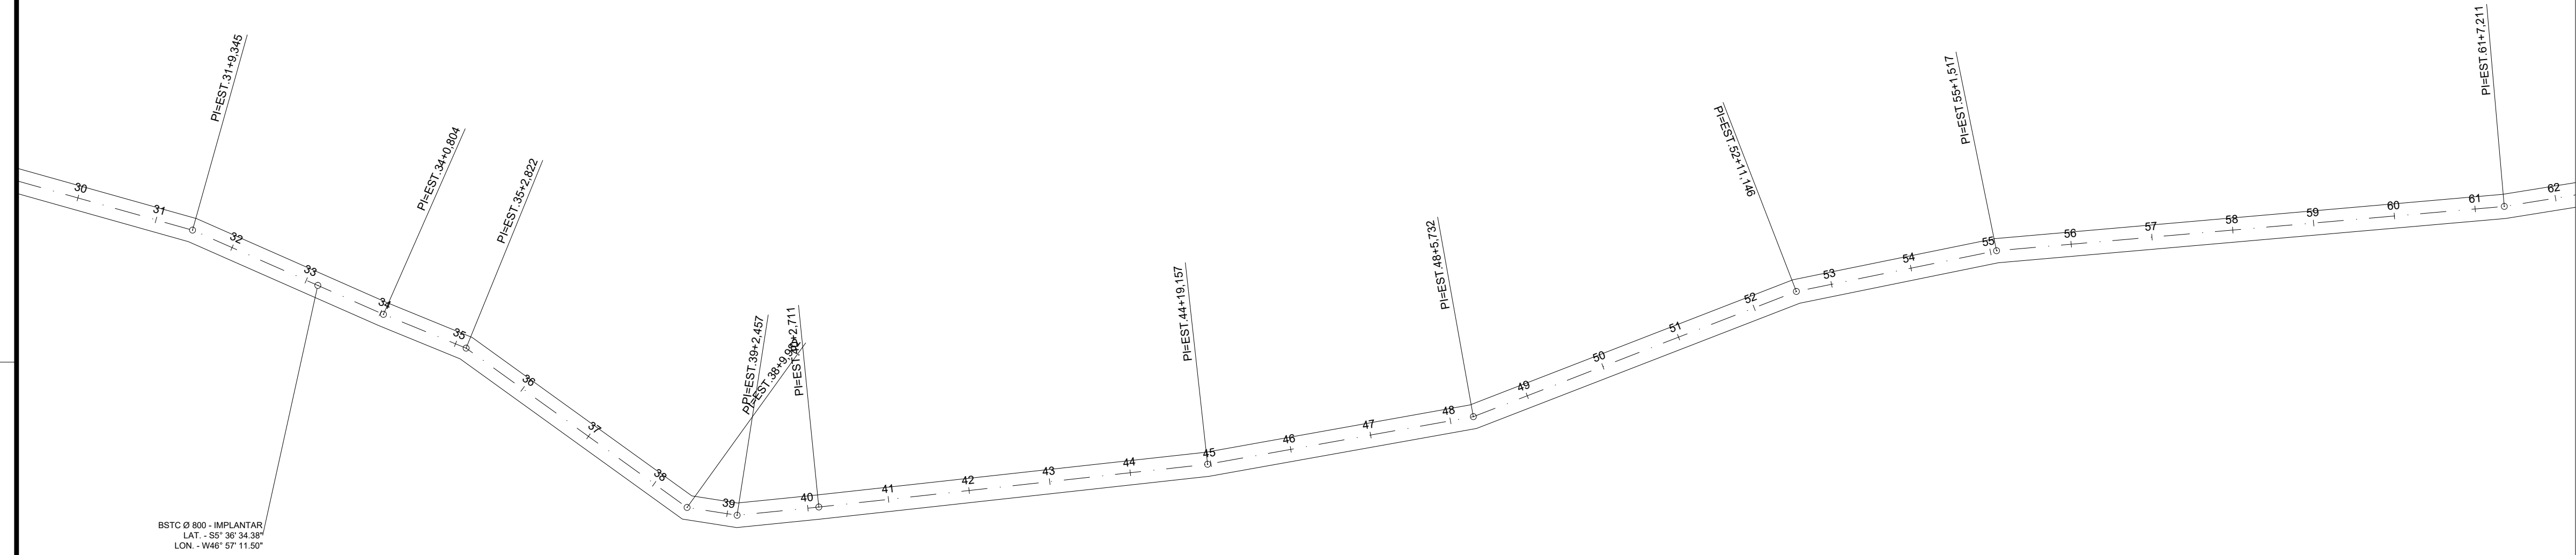 PI=EST.31+9,345
PI=EST.34+0,804
PI=EST.35+2,822
PI=EST.39+2,457
PI=EST.44+19,157
PI=EST.48+5,732
PI=EST.52+11,146
PI=EST.55+1,517
PI=EST.61+7,211
30
31
32
33
34
35
36
37
38
39
40
41
42
43
44
45
46
47
48
49
50
51
52
53
54
55
56
57
58
59
60
61
62
BSTC Ø 800 - IMPLANTAR
LAT. - S5° 36' 34.38"
LON. - W46° 57' 11.50"